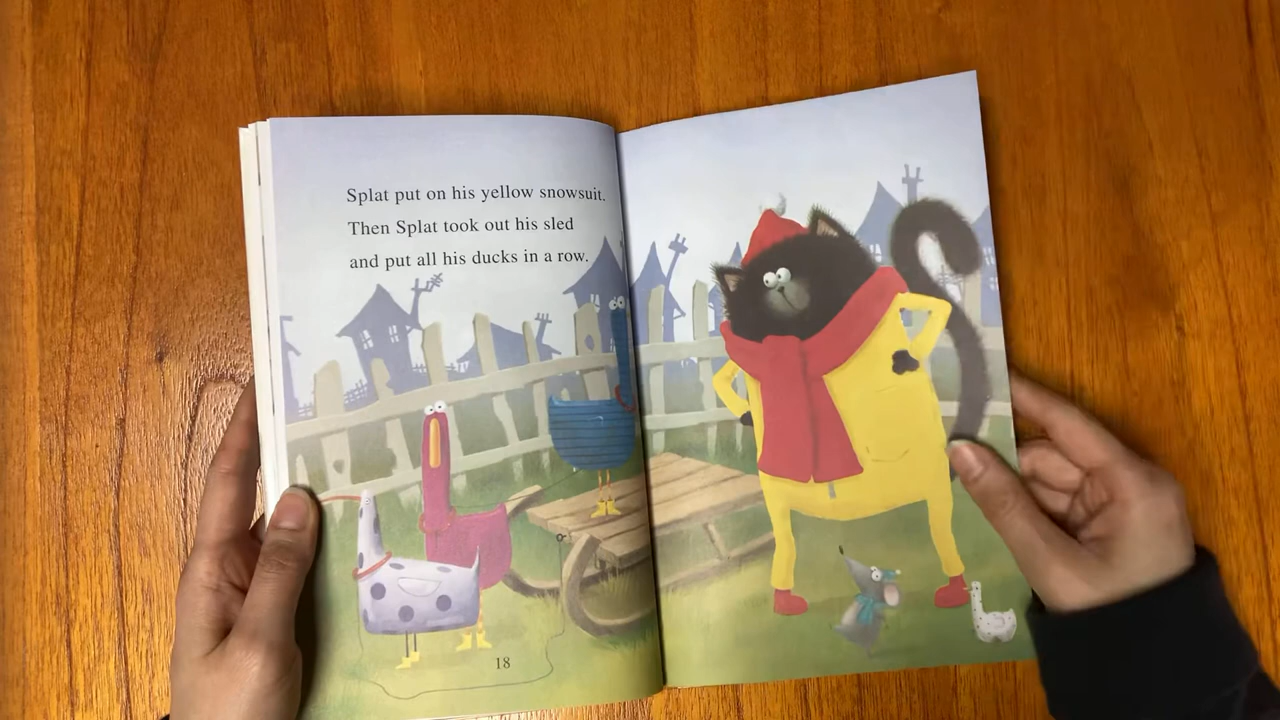 Splat put on his yellow snowsuit.
Then Splat took out his sled
and put all his ducks in a row.
18